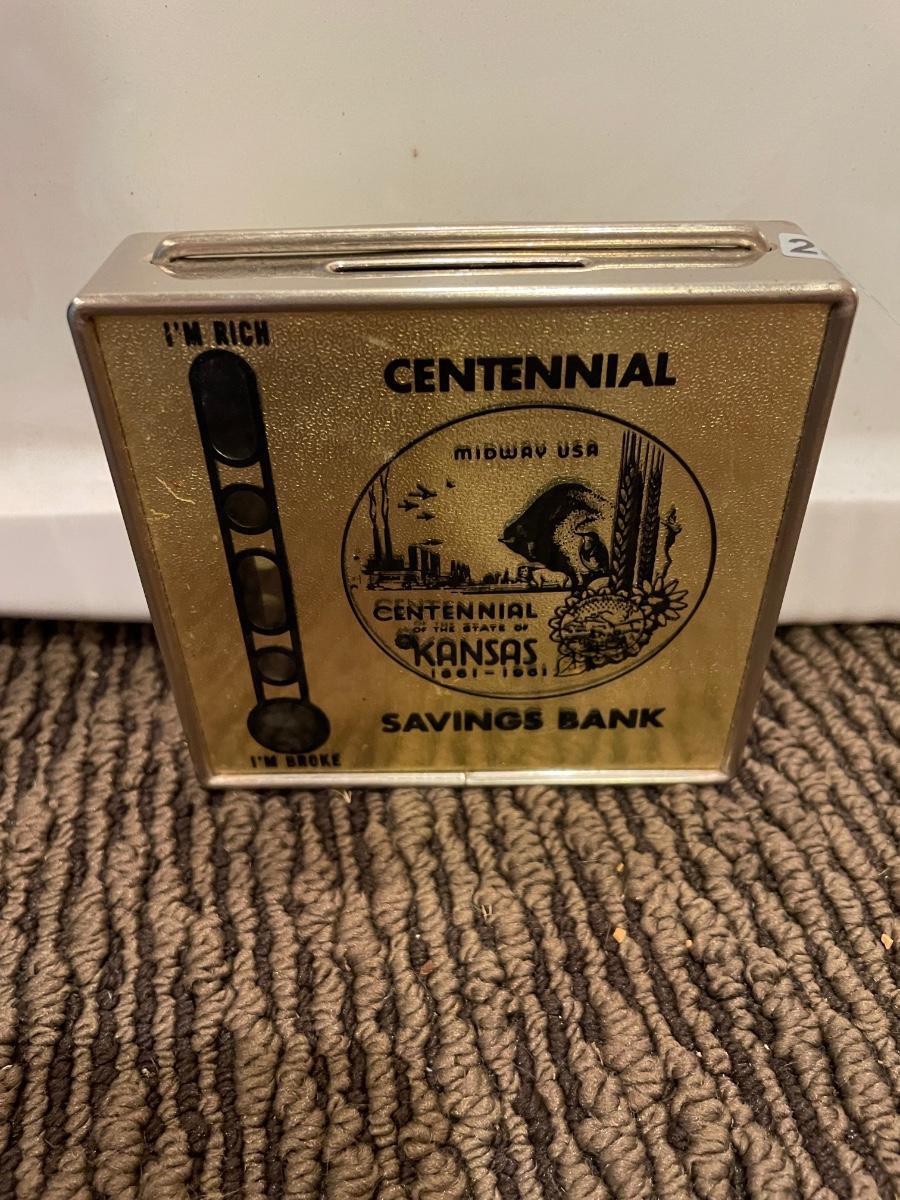 2
I'M RICH
CENTENNIAL
MIDWAY USA
CENTENNIAL
OF THE STATE OF
KANSAS
1861-1961
SAVINGS BANK
I'M BROKE